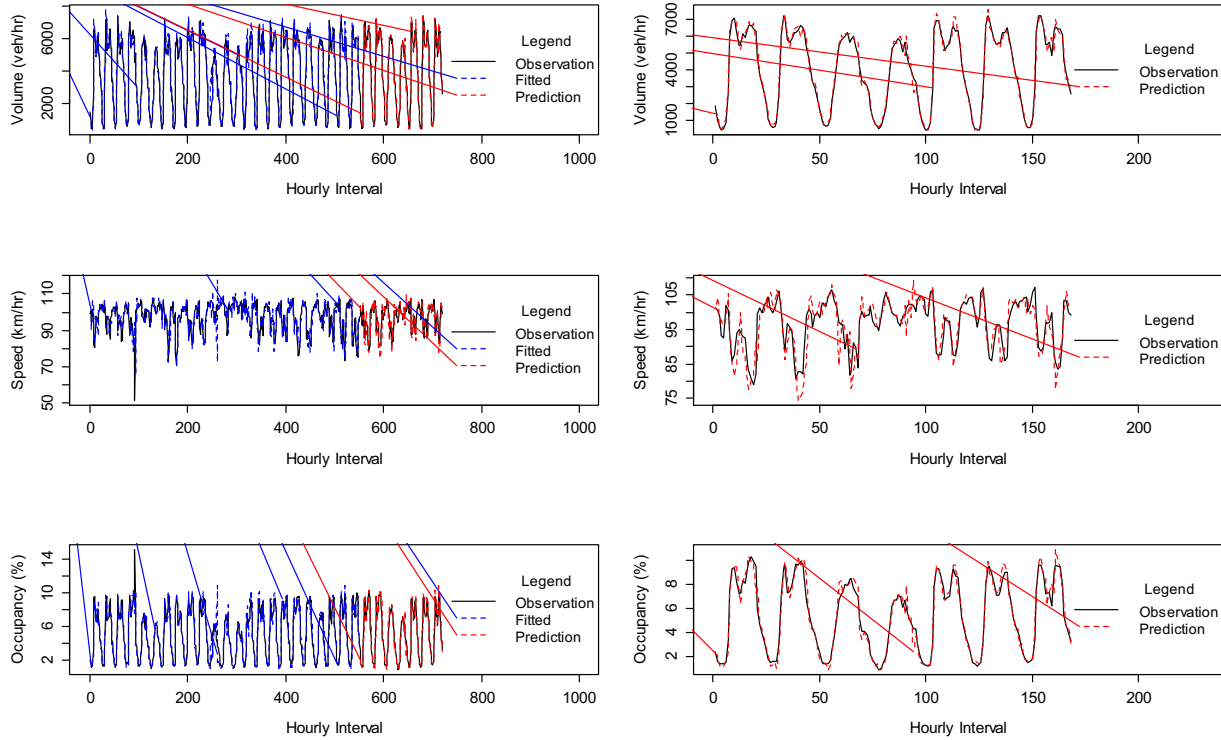 Volume (veh/hr)
2000
6000
0
200
400
600
800
1000
Hourly Interval
Legend
Observation
Fitted
Prediction
Volume (veh/hr)
1000
4000
7000
0
50
100
150
200
Hourly Interval
Legend
Observation
Prediction
Speed (km/hr)
50
70
90
110
0
200
400
600
800
1000
Hourly Interval
Legend
Observation
Fitted
Prediction
Speed (km/hr)
75
85
95
105
0
50
100
150
200
Hourly Interval
Legend
Observation
Prediction
Occupancy (%)
2
6
10
14
0
200
400
600
800
1000
Hourly Interval
Legend
Observation
Fitted
Prediction
Occupancy (%)
2
4
6
8
0
50
100
150
200
Hourly Interval
Legend
Observation
Prediction